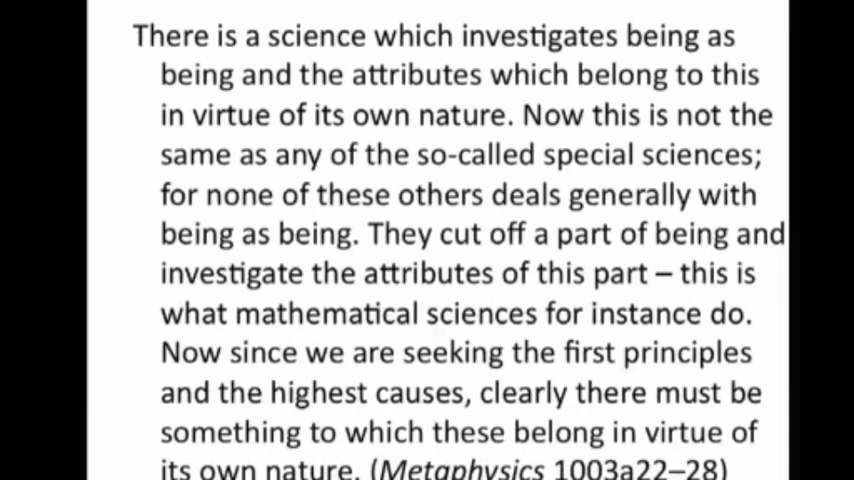 There is a science which investigates being as
being and the attributes which belong to this
in virtue of its own nature. Now this is not the
same as any of the so-called special sciences;
for none of these others deals generally with
being as being. They cut off a part of being and
investigate the attributes of this part – this is
what mathematical sciences for instance do.
Now since we are seeking the first principles
and the highest causes, clearly there must be
something to which these belong in virtue of
its own nature. (Metaphysics 1003a22–28)